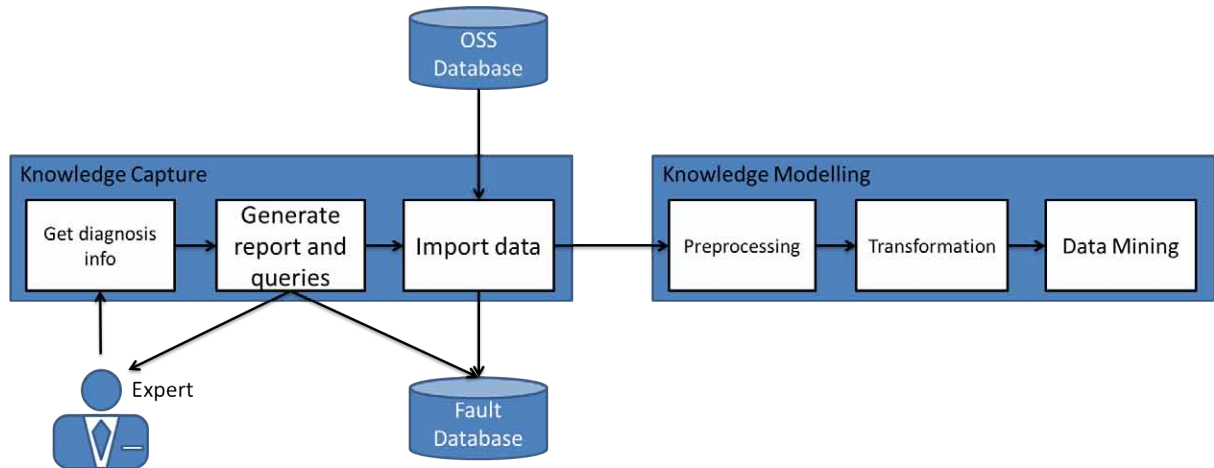 OSS
Database
Knowledge Capture
Get diagnosis
info
Generate
report and
queries
Import data
Knowledge Modelling
Preprocessing
Transformation
Data Mining
Expert
Fault
Database